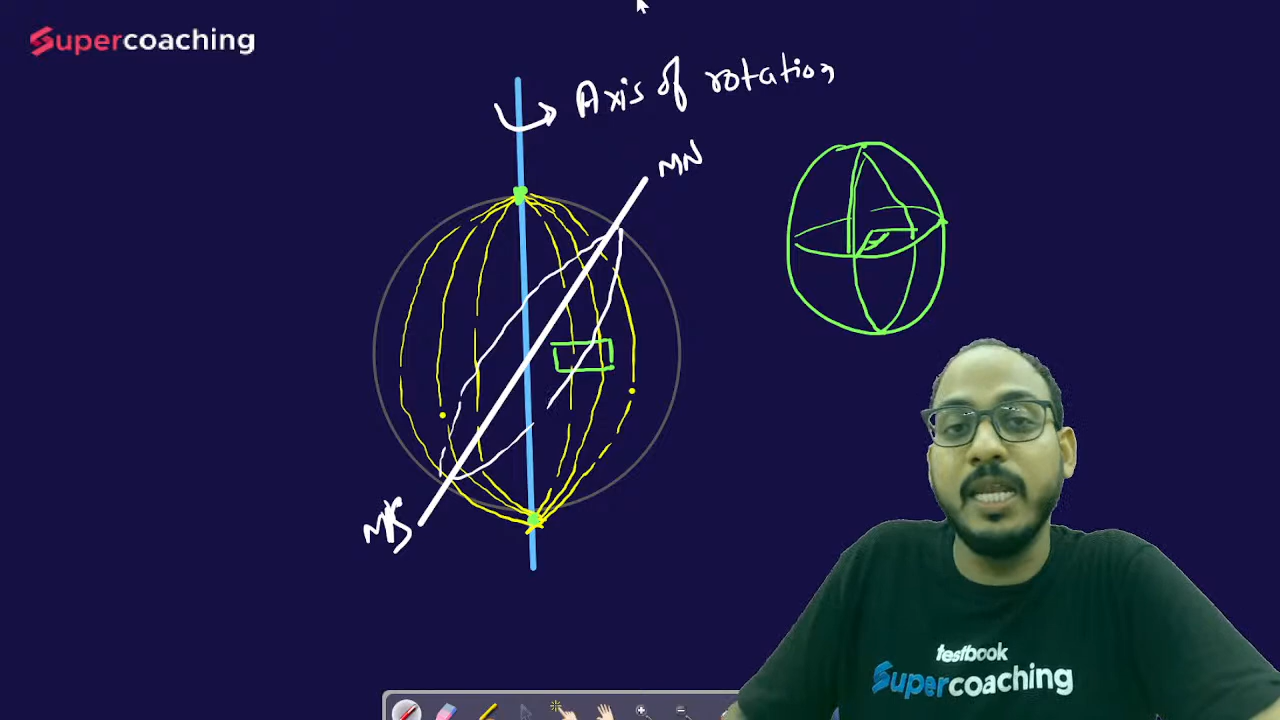 Supercoaching
Axis of rotation
MN
MS
testbook
Supercoaching